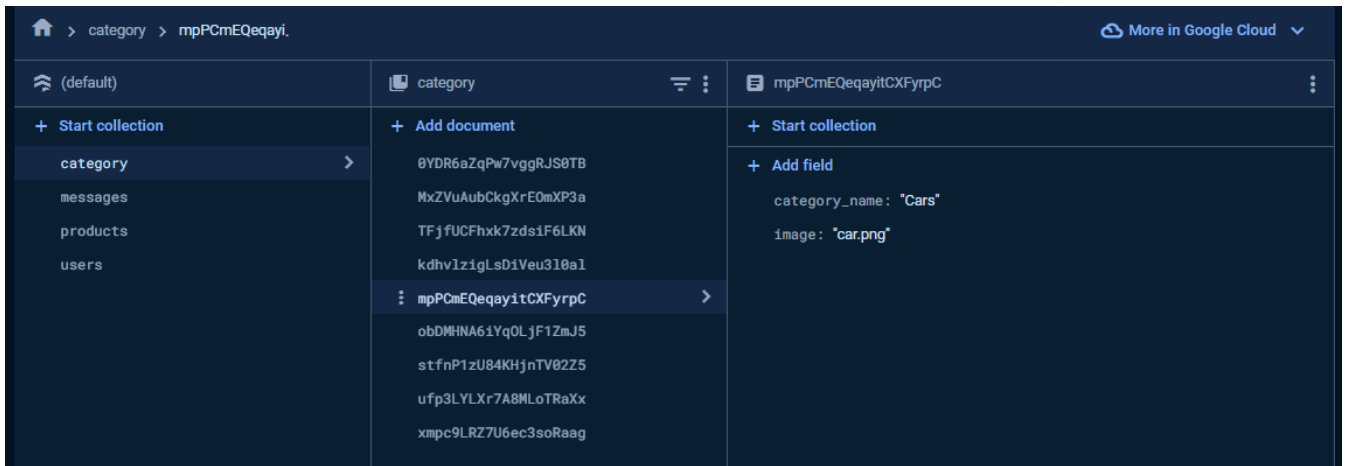 category > mpPCmEQeqayi.
More in Google Cloud
(default)
category
mpPCmEQeqayitCXFyrpC
+ Start collection
+ Add document
+ Start collection
category
messages
products
users
0YDR6aZqPw7vggRJS0TB
MxZVuAubCkgXrEOmXP3a
TFjfUCFhxk7zdsiF6LKN
kdhvlzigLsDiVeu3l0al
mpPCmEQeqayitCXFyrpC
obDMHNA6iYqOLjF1ZmJ5
stfnP1zU84KHjnTV02Z5
ufp3LYLXr7A8MLoTRaXx
xmpc9LRZ7U6ec3soRaag
+ Add field
category_name: "Cars"
image: "car.png"